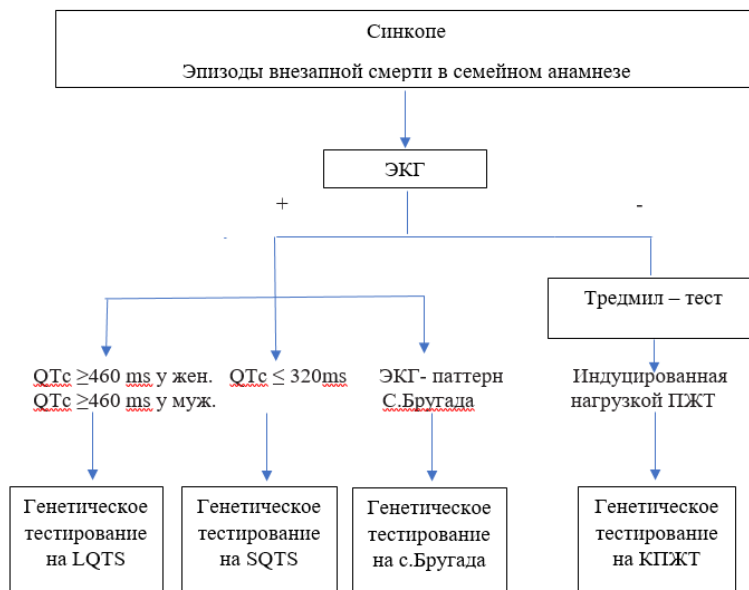 Синкопе
Эпизоды внезапной смерти в семейном анамнезе
ЭКГ
+
-
Тредмил – тест
QTc ≥460 ms у жен.
QTc ≥460 ms у муж.
QTc ≤ 320ms
ЭКГ- паттерн
С.Бругада
Индуцированная
нагрузкой ПЖТ
Генетическое
тестирование
на LQTS
Генетическое
тестирование
на SQTS
Генетическое
тестирование
на с.Бругада
Генетическое
тестирование
на КПЖТ